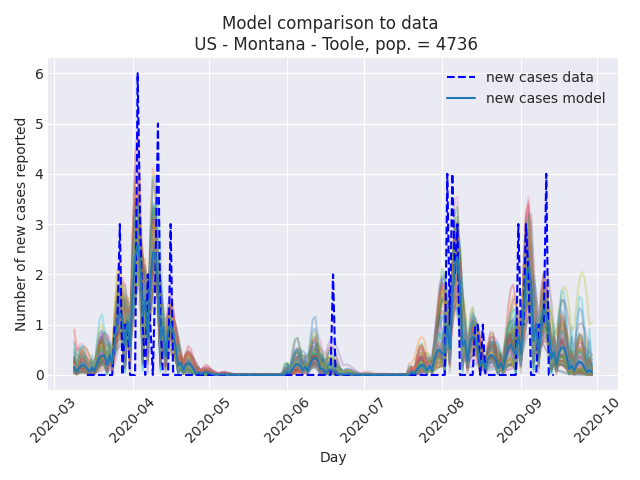 Model comparison to data
US - Montana - Toole, pop. = 4736
new cases data
new cases model
Number of new cases reported
6
5
4
3
2
1
0
2020-03
2020-04
2020-05
2020-06
2020-07
2020-08
2020-09
2020-10
Day